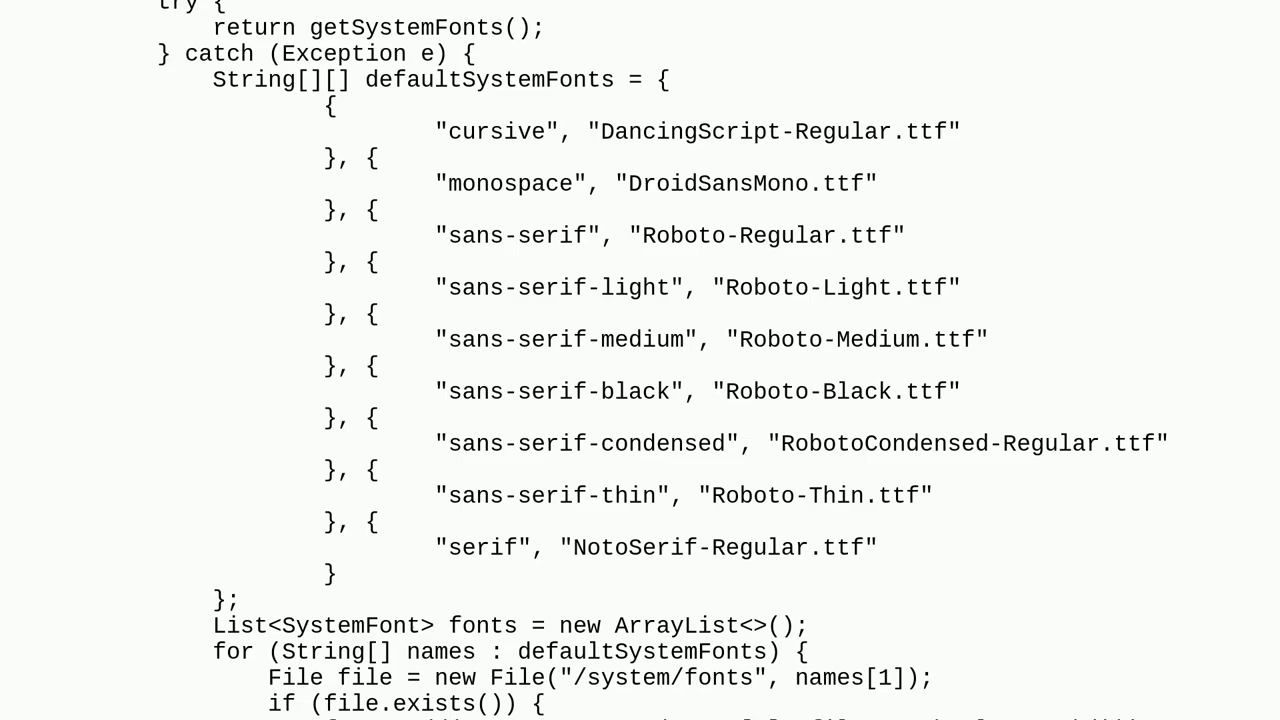 try {
return getSystemFonts();
} catch (Exception e) {
String[][] defaultSystemFonts = {
{
"cursive", "DancingScript-Regular.ttf"
}, {
"monospace", "DroidSansMono.ttf"
}, {
"sans-serif", "Roboto-Regular.ttf"
}, {
"sans-serif-light", "Roboto-Light.ttf"
}, {
"sans-serif-medium", "Roboto-Medium.ttf"
}, {
"sans-serif-black", "Roboto-Black.ttf"
}, {
"sans-serif-condensed", "RobotoCondensed-Regular.ttf"
}, {
"sans-serif-thin", "Roboto-Thin.ttf"
}, {
"serif", "NotoSerif-Regular.ttf"
}
};
List<SystemFont> fonts = new ArrayList<>();
for (String[] names : defaultSystemFonts) {
File file = new File("/system/fonts", names[1]);
if (file.exists()) {